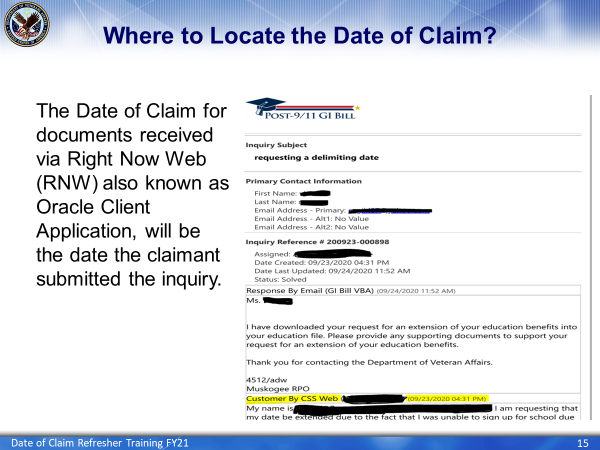 Where to Locate the Date of Claim?
The Date of Claim for
documents received
via Right Now Web
(RNW) also known as
Oracle Client
Application, will be
the date the claimant
submitted the inquiry.
POST-9/11 GI BILL
Inquiry Subject
requesting a delimiting date
Primary Contact Information
First Name:
Last Name:
Email Address - Primary:
Email Address - Alt1: No Value
Email Address - Alt2: No Value
Inquiry Reference # 200923-000898
Assigned:
Date Created: 09/23/2020 04:31 PM
Date Last Updated: 09/24/2020 11:52 AM
Status: Solved
Response By Email (GI Bill VBA) (09/24/2020 11:52 AM)
Ms.
I have downloaded your request for an extension of your education benefits into
your education file. Please provide any supporting documents to support your
request for an extension of your education benefits.
Thank you for contacting the Department of Veteran Affairs.
4512/adw
Muskogee RPO
Customer By CSS Web ( (09/23/2020 04:31 PM)
My name is I am requesting that
my date be extended due to the fact that I was unable to sign up for school due
Date of Claim Refresher Training FY21
15